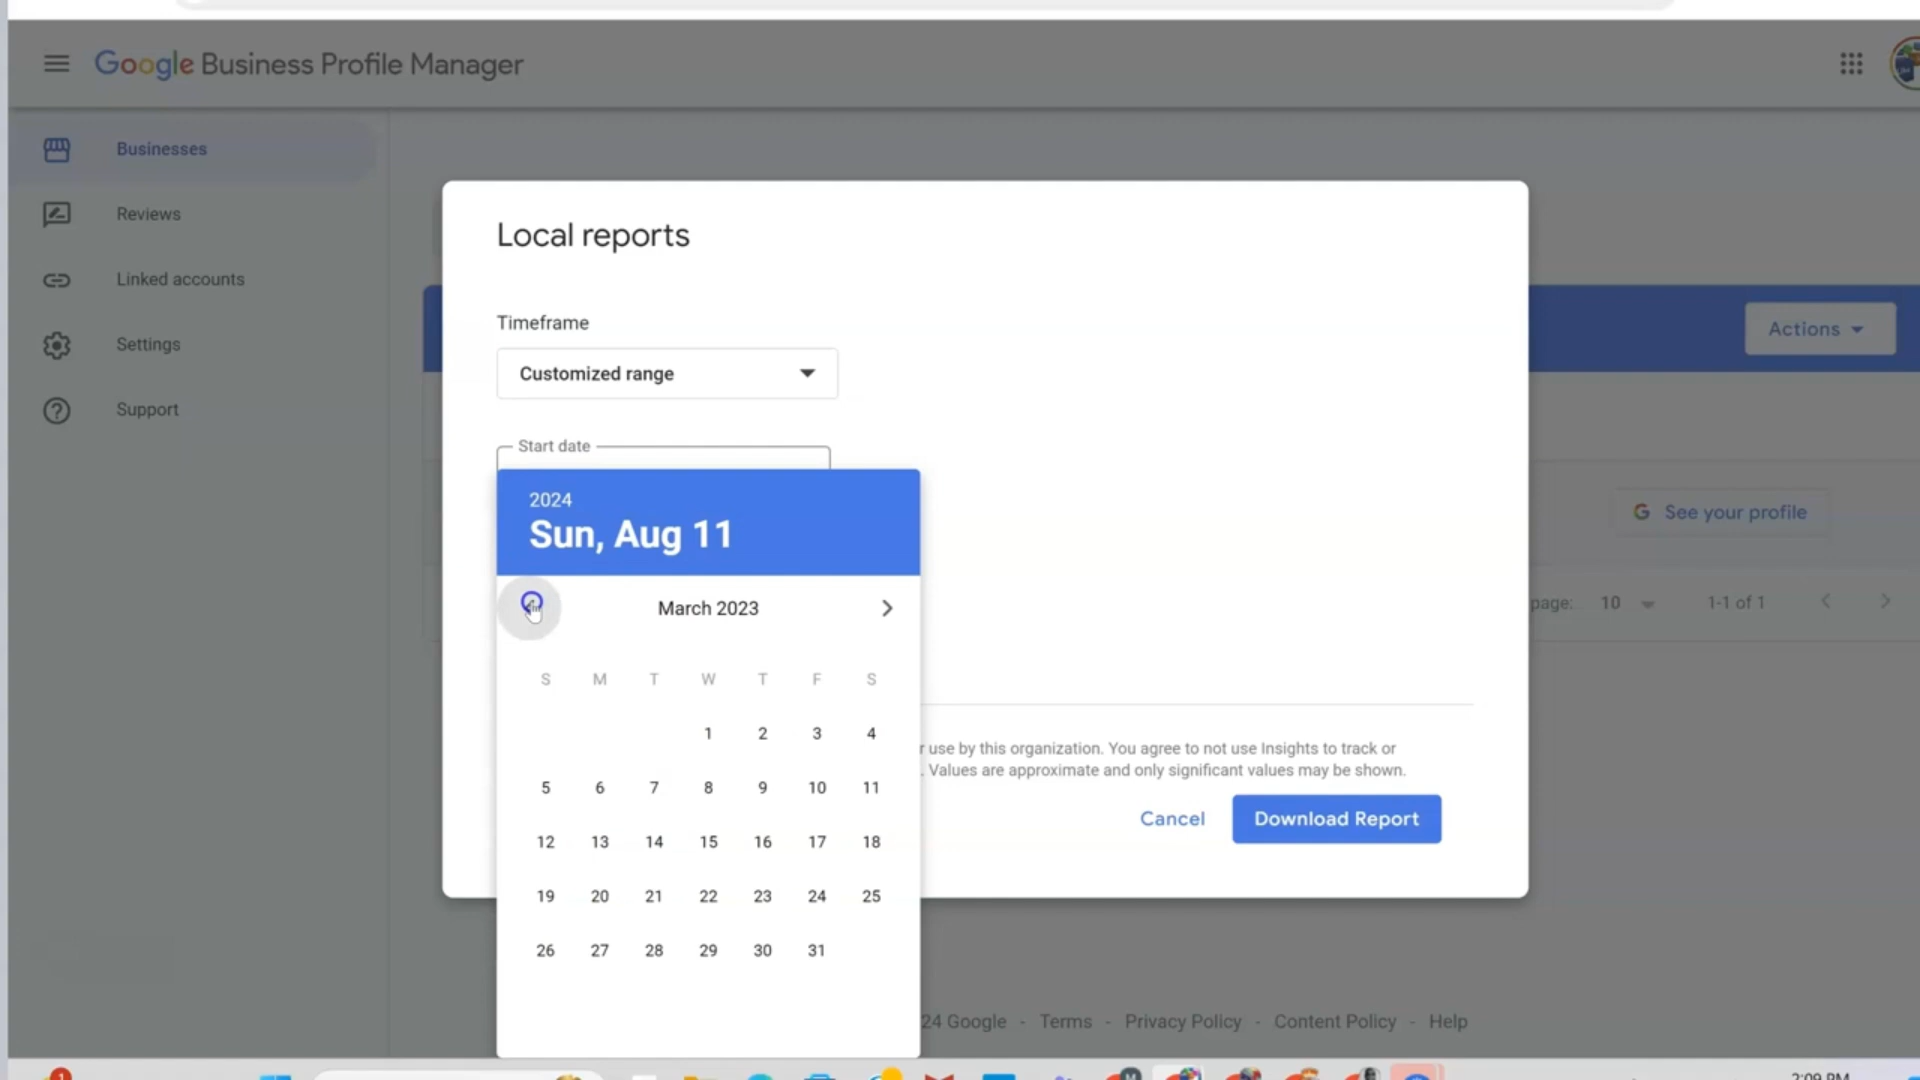 Google Business Profile Manager
Businesses
Reviews
Linked accounts
Settings
Support
Actions
See your profile
page: 10 1-1 of 1
Local reports
Timeframe
Customized range
Start date
2024
Sun, Aug 11
March 2023
S M T W T F S
1 2 3 4
5 6 7 8 9 10 11
12 13 14 15 16 17 18
19 20 21 22 23 24 25
26 27 28 29 30 31
use by this organization. You agree to not use Insights to track or
. Values are approximate and only significant values may be shown.
Cancel Download Report
24 Google - Terms - Privacy Policy - Content Policy - Help
1
2:09 PM